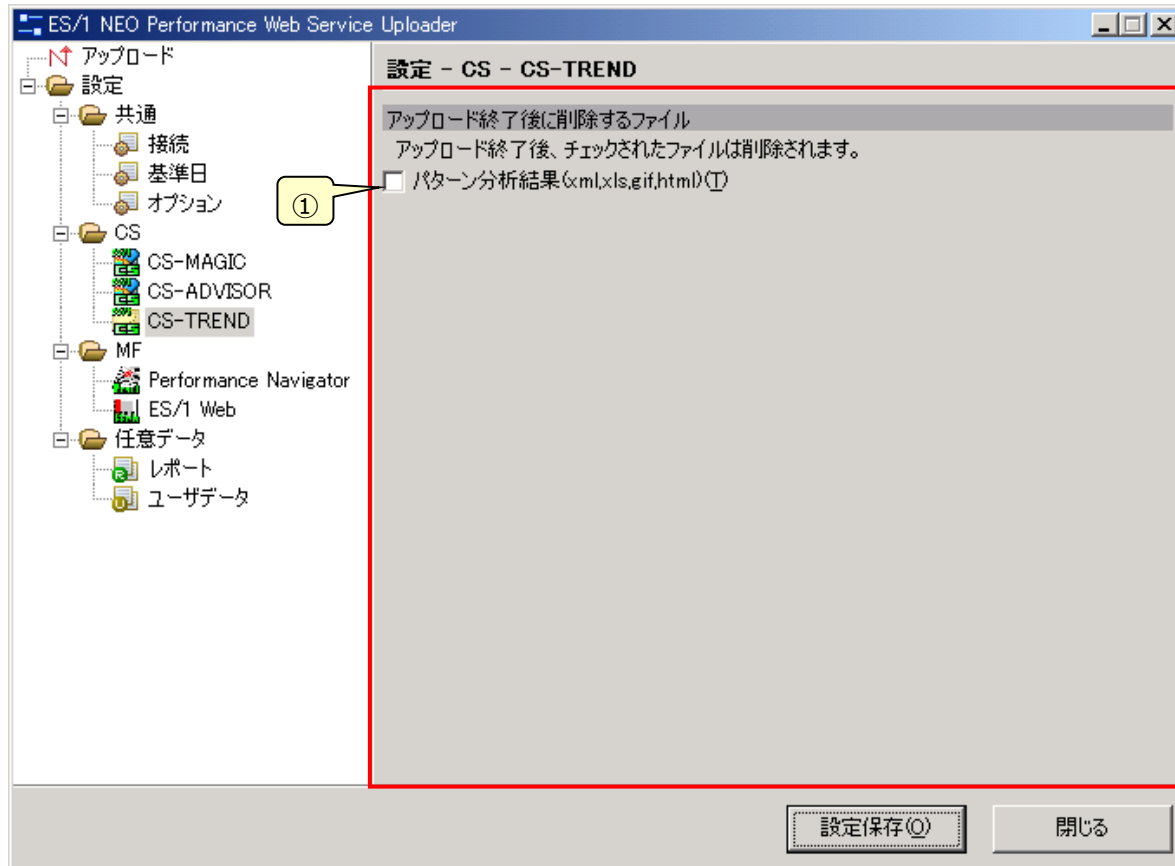 ES/1 NEO Performance Web Service Uploader
アップロード
設定
共通
接続
基準日
オプション
CS
CS-MAGIC
CS-ADVISOR
CS-TREND
MF
Performance Navigator
ES/1 Web
任意データ
レポート
ユーザデータ
設定 - CS - CS-TREND
アップロード終了後に削除するファイル
アップロード終了後、チェックされたファイルは削除されます。
①
パターン分析結果(xml,xls,gif,html)(T)
設定保存(O)
閉じる